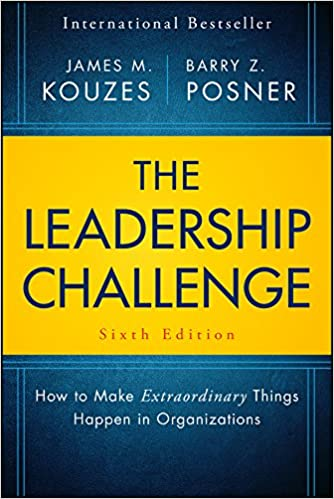 International Bestseller
JAMES M. BARRY Z.
KOUZES POSNER
THE
LEADERSHIP
CHALLENGE
Sixth Edition
How to Make Extraordinary Things
Happen in Organizations